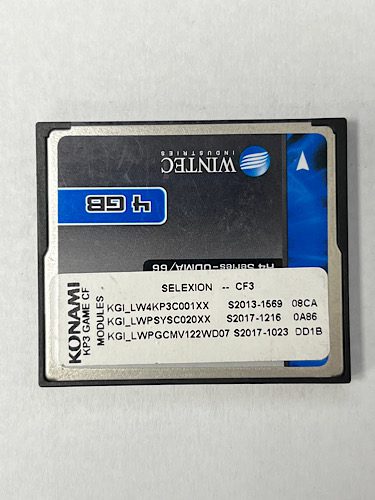 WINTEC
INDUSTRIES
4 GB
H4 Series-UDMA/66
KONAMI
KP3 GAME CF
MODULES
SELEXION -- CF3
KGI_LW4KP3C001XX S2013-1569 08CA
KGI_LWPSYSC020XX S2017-1216 0A86
KGI_LWPGCMV122WD07 S2017-1023 DD1B